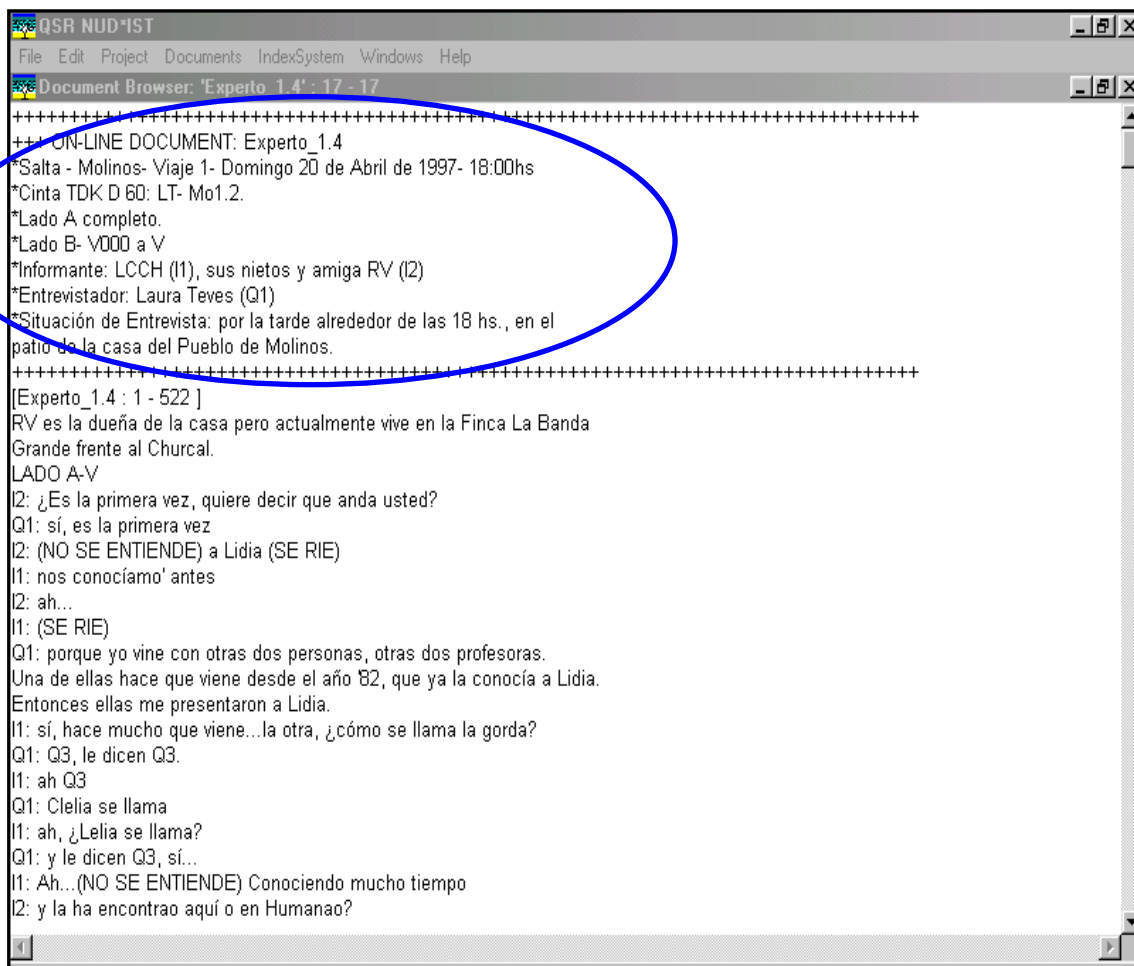 QSR NUD*IST
File Edit Project Documents IndexSystem Windows Help
Document Browser: 'Experto_1.4' : 17 - 17
++++++++++++++++++++++++++++++++++++++++++++++++++++++++++++++++++++++++++++++++
+++ ON-LINE DOCUMENT: Experto_1.4
*Salta - Molinos- Viaje 1- Domingo 20 de Abril de 1997- 18:00hs
*Cinta TDK D 60: LT- Mo1.2.
*Lado A completo.
*Lado B- V000 a V
*Informante: LCCH (I1), sus nietos y amiga RV (I2)
*Entrevistador: Laura Teves (Q1)
*Situación de Entrevista: por la tarde alrededor de las 18 hs., en el
patio de la casa del Pueblo de Molinos.
++++++++++++++++++++++++++++++++++++++++++++++++++++++++++++++++++++++++++++++++
[Experto_1.4 : 1 - 522 ]
RV es la dueña de la casa pero actualmente vive en la Finca La Banda
Grande frente al Churcal.
LADO A-V
I2: ¿Es la primera vez, quiere decir que anda usted?
Q1: sí, es la primera vez
I2: (NO SE ENTIENDE) a Lidia (SE RIE)
I1: nos conocíamo' antes
I2: ah...
I1: (SE RIE)
Q1: porque yo vine con otras dos personas, otras dos profesoras.
Una de ellas hace que viene desde el año '82, que ya la conocía a Lidia.
Entonces ellas me presentaron a Lidia.
I1: sí, hace mucho que viene...la otra, ¿cómo se llama la gorda?
Q1: Q3, le dicen Q3.
I1: ah Q3
Q1: Clelia se llama
I1: ah, ¿Lelia se llama?
Q1: y le dicen Q3, sí...
I1: Ah...(NO SE ENTIENDE) Conociendo mucho tiempo
I2: y la ha encontrao aquí o en Humanao?